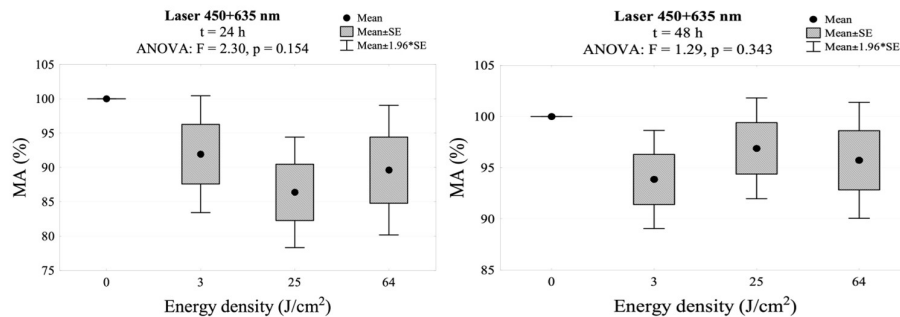 Laser 450+635 nm
t = 24 h
ANOVA: F = 2.30, p = 0.154
Mean
Mean±SE
Mean±1.96*SE
105
100
95
90
85
80
75
MA (%)
0 3 25 64
Energy density (J/cm²)
Laser 450+635 nm
t = 48 h
ANOVA: F = 1.29, p = 0.343
Mean
Mean±SE
Mean±1.96*SE
105
100
95
90
85
MA (%)
0 3 25 64
Energy density (J/cm²)